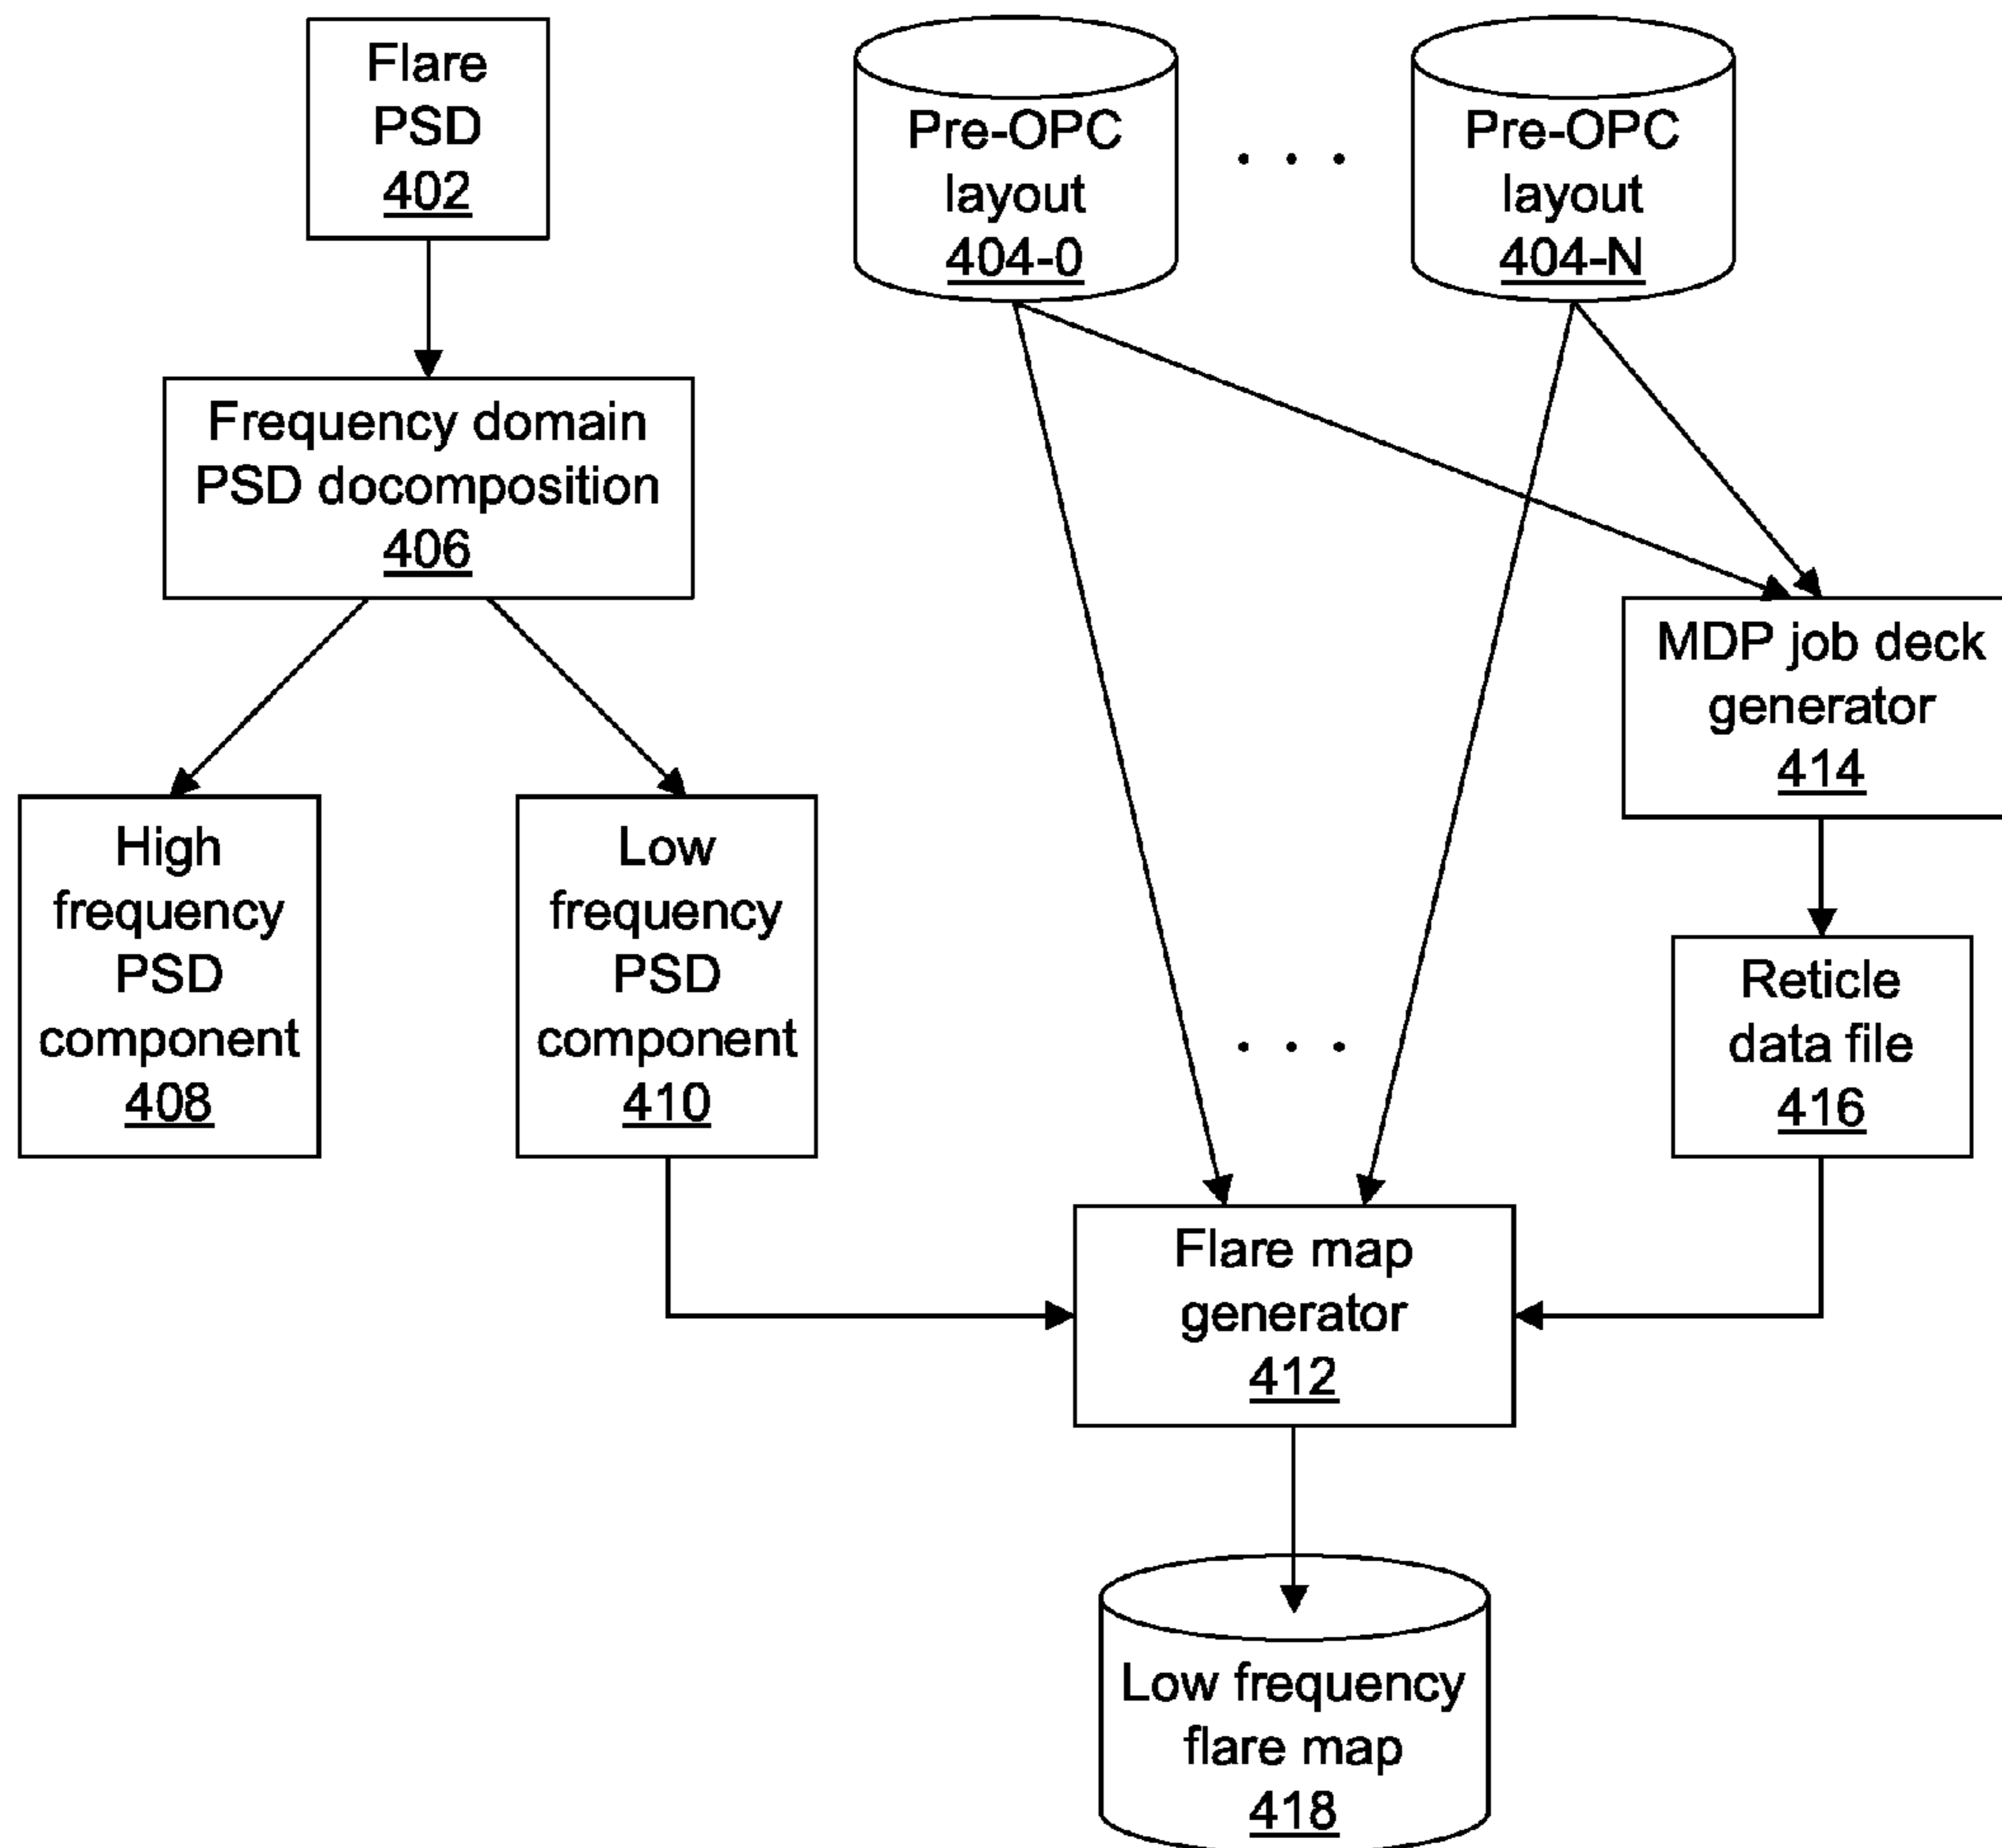 Flare
PSD
402
Pre-OPC
layout
404-0
. . .
Pre-OPC
layout
404-N
Frequency domain
PSD docomposition
406
MDP job deck
generator
414
High
frequency
PSD
component
408
Low
frequency
PSD
component
410
. . .
Reticle
data file
416
Flare map
generator
412
Low frequency
flare map
418